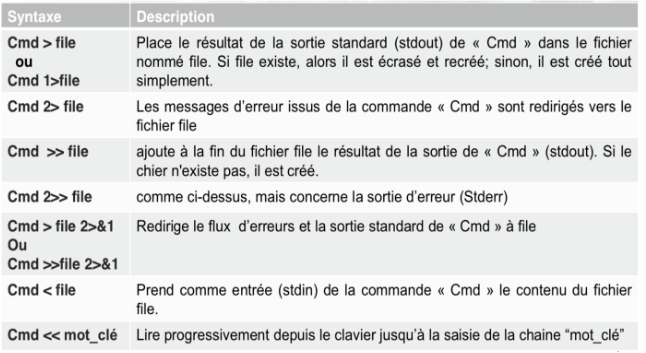 Syntaxe Description
Cmd > file Place le résultat de la sortie standard (stdout) de « Cmd » dans le fichier
ou nommé file. Si file existe, alors il est écrasé et recréé; sinon, il est créé tout
Cmd 1>file simplement.
Cmd 2> file Les messages d'erreur issus de la commande « Cmd » sont redirigés vers le
fichier file
Cmd >> file ajoute à la fin du fichier file le résultat de la sortie de « Cmd » (stdout). Si le
chier n'existe pas, il est créé.
Cmd 2>> file comme ci-dessus, mais concerne la sortie d'erreur (Stderr)
Cmd > file 2>&1 Redirige le flux d'erreurs et la sortie standard de « Cmd » à file
Ou
Cmd >>file 2>&1
Cmd < file Prend comme entrée (stdin) de la commande « Cmd » le contenu du fichier
file.
Cmd << mot_clé Lire progressivement depuis le clavier jusqu'à la saisie de la chaine “mot_clé”